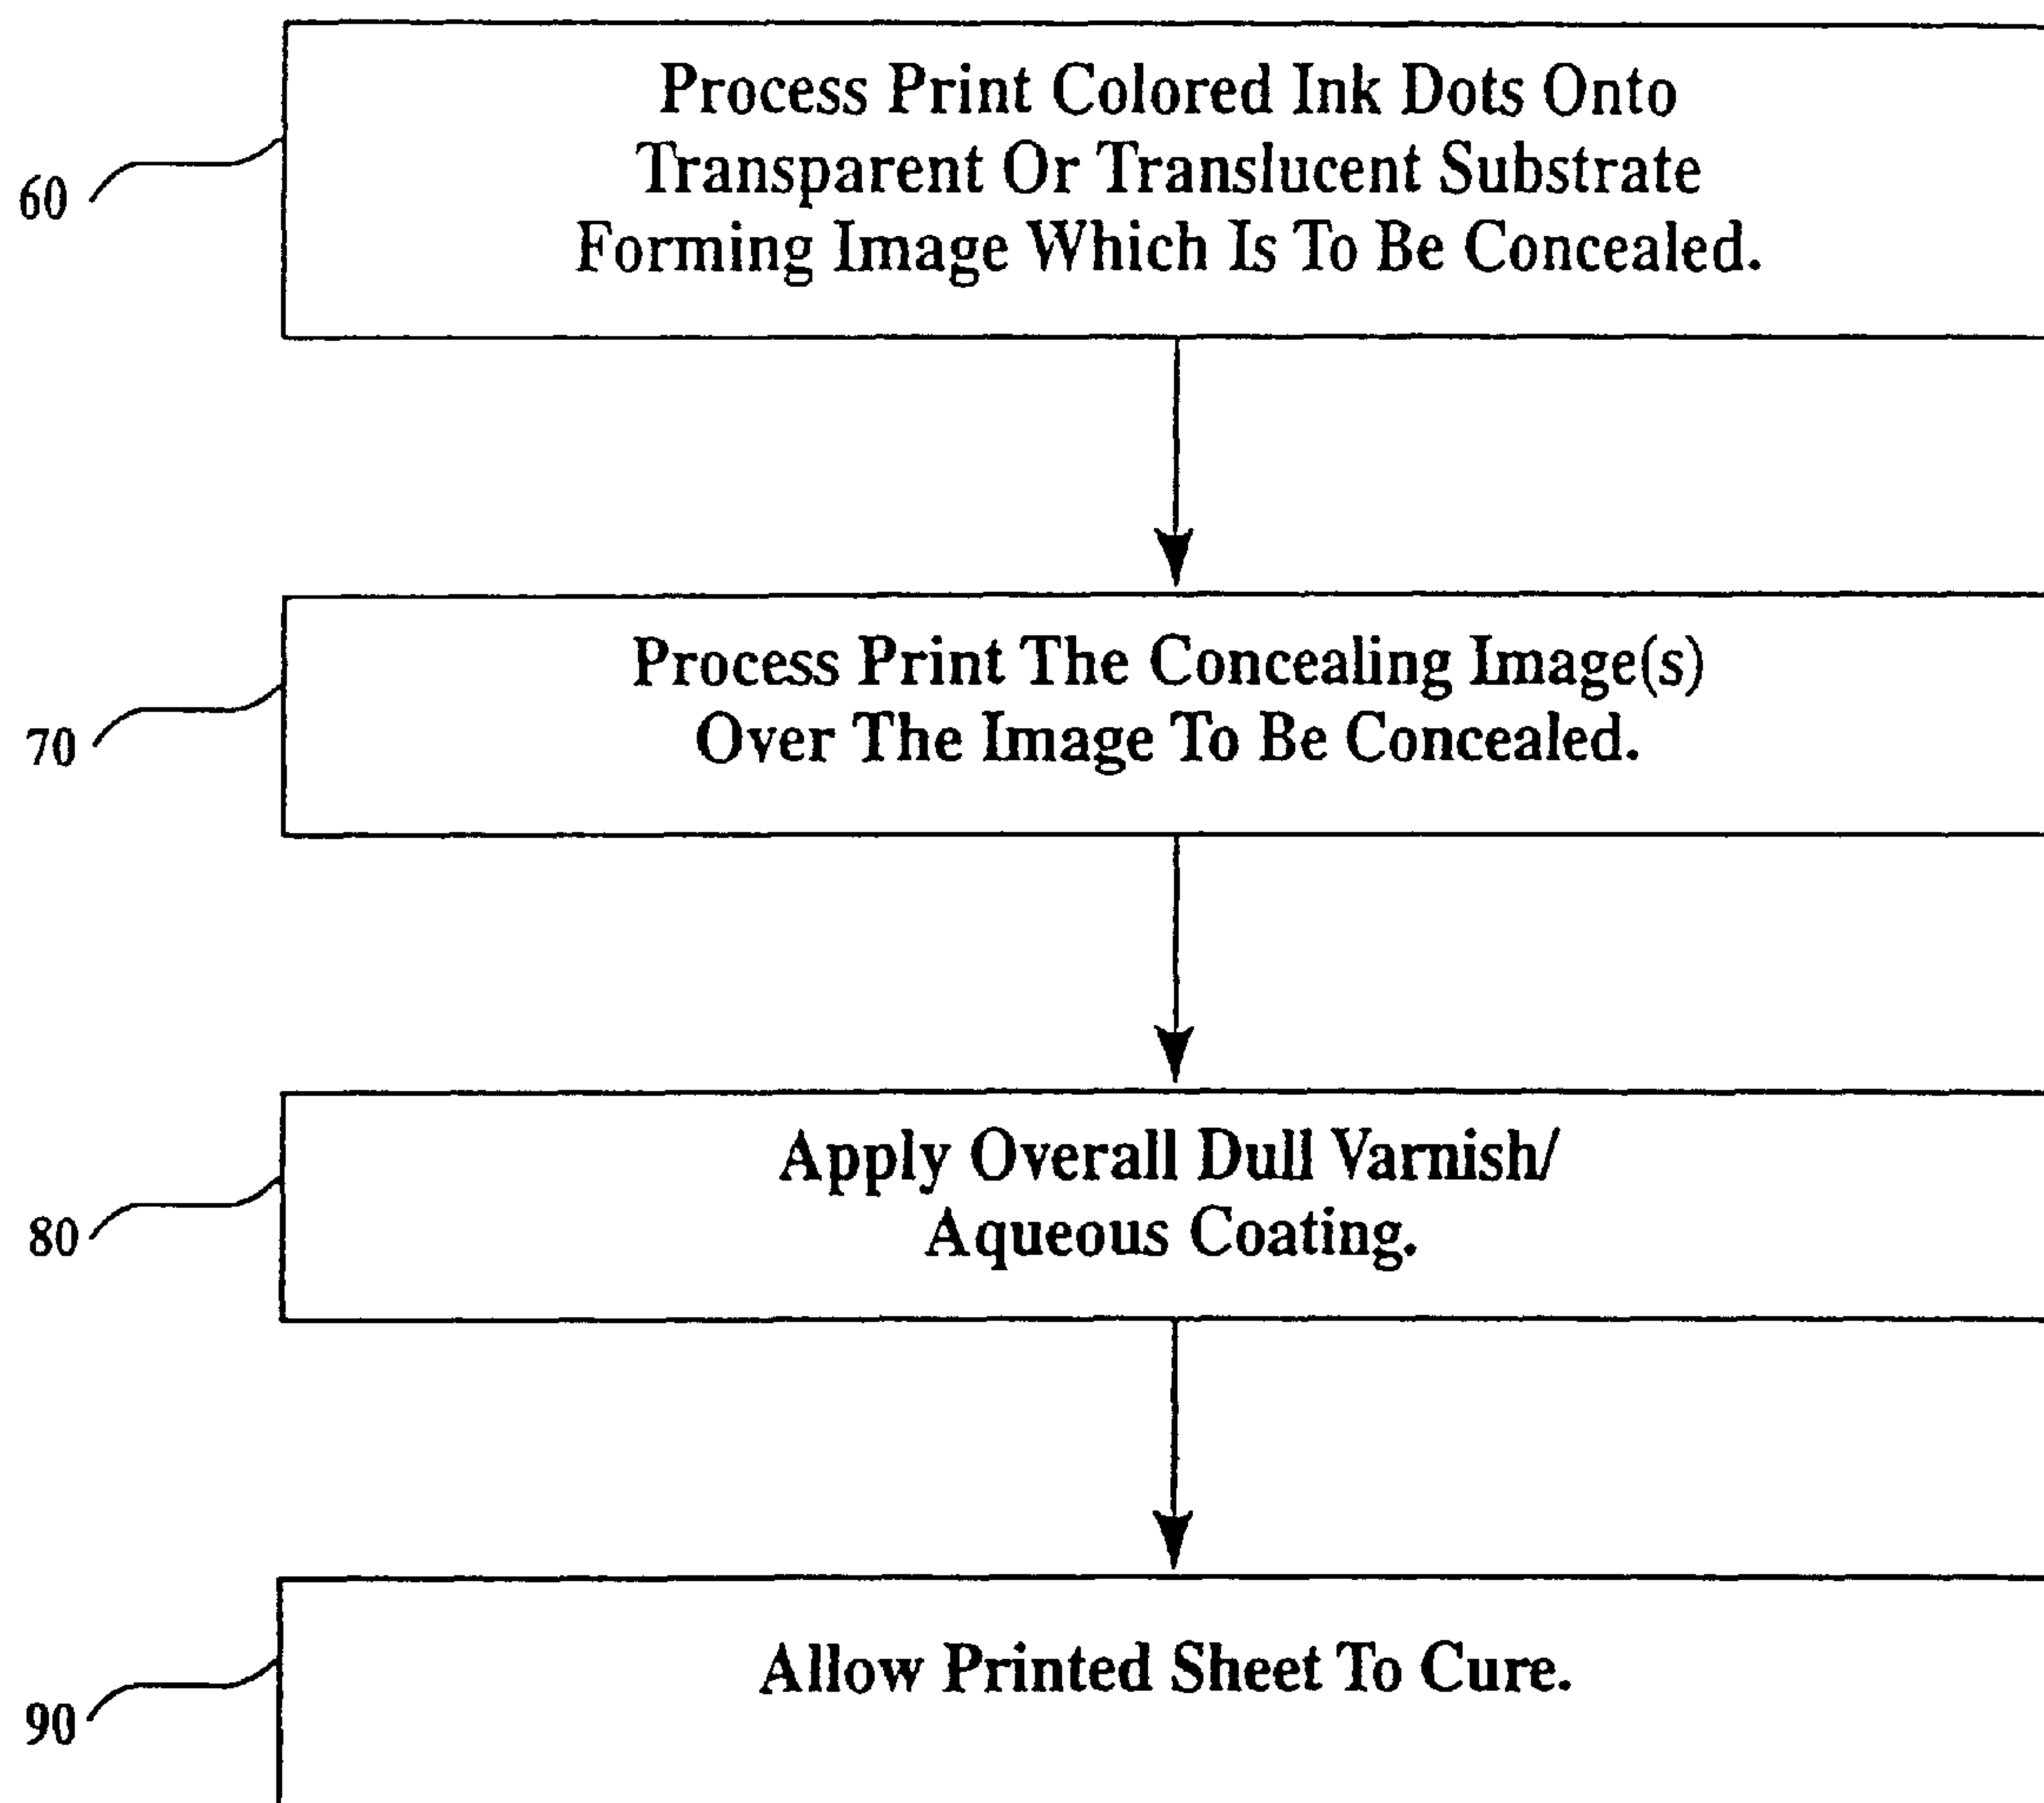 Process Print Colored Ink Dots Onto
Transparent Or Translucent Substrate
Forming Image Which Is To Be Concealed.
60
Process Print The Concealing Image(s)
Over The Image To Be Concealed.
70
Apply Overall Dull Varnish/
Aqueous Coating.
80
Allow Printed Sheet To Cure.
90